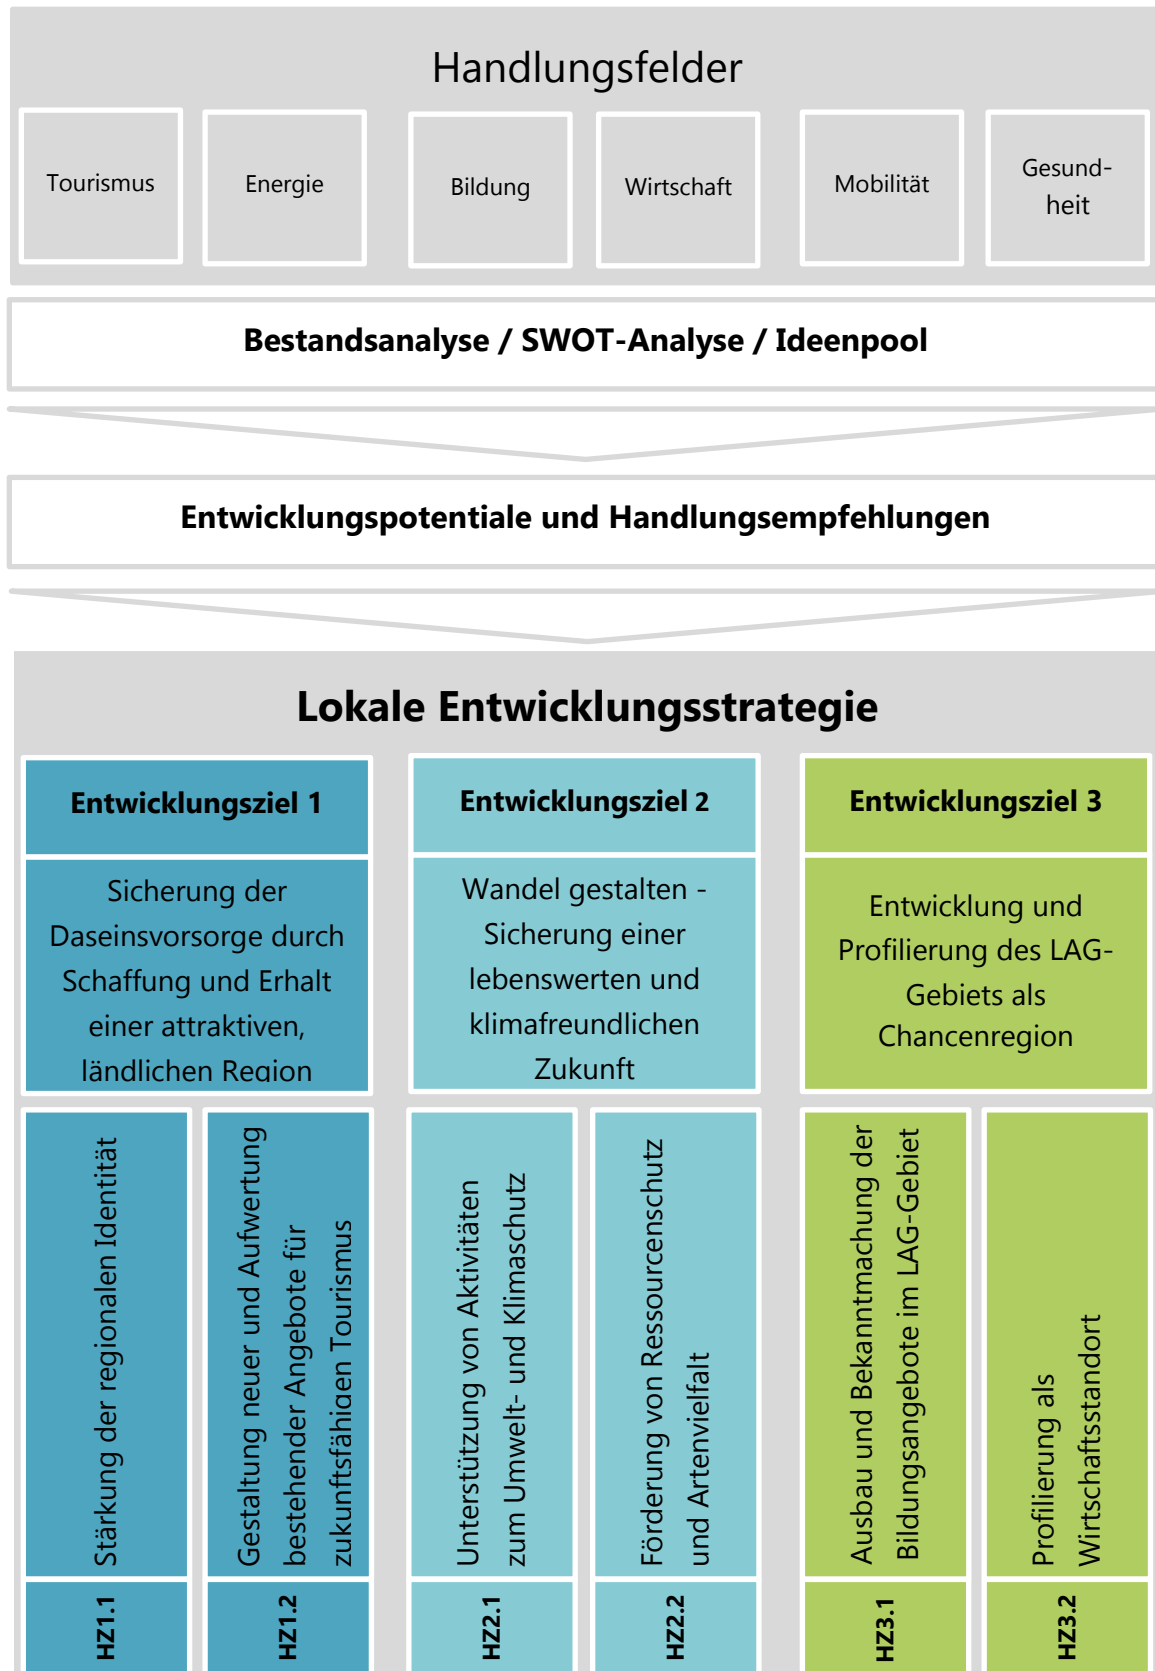 Handlungsfelder
Tourismus
Energie
Bildung
Wirtschaft
Mobilität
Gesund-
heit
Bestandsanalyse / SWOT-Analyse / Ideenpool
Entwicklungspotentiale und Handlungsempfehlungen
Lokale Entwicklungsstrategie
Entwicklungsziel 1
Sicherung der
Daseinsvorsorge durch
Schaffung und Erhalt
einer attraktiven,
ländlichen Region
Entwicklungsziel 2
Wandel gestalten -
Sicherung einer
lebenswerten und
klimafreundlichen
Zukunft
Entwicklungsziel 3
Entwicklung und
Profilierung des LAG-
Gebiets als
Chancenregion
Stärkung der regionalen Identität
HZ1.1
Gestaltung neuer und Aufwertung
bestehender Angebote für
zukunftsfähigen Tourismus
HZ1.2
Unterstützung von Aktivitäten
zum Umwelt- und Klimaschutz
HZ2.1
Förderung von Ressourcenschutz
und Artenvielfalt
HZ2.2
Ausbau und Bekanntmachung der
Bildungsangebote im LAG-Gebiet
HZ3.1
Profilierung als
Wirtschaftsstandort
HZ3.2